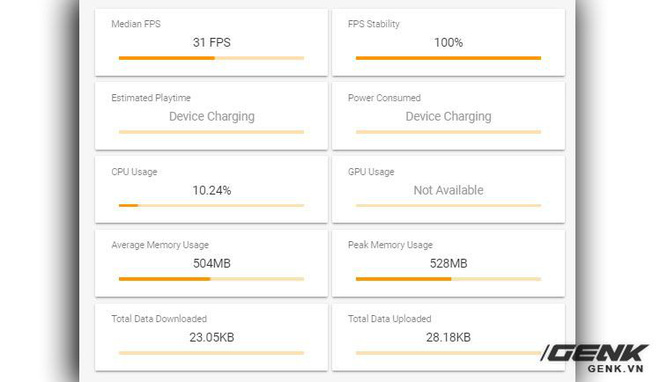 Median FPS
31 FPS
FPS Stability
100%
Estimated Playtime
Device Charging
Power Consumed
Device Charging
CPU Usage
10.24%
GPU Usage
Not Available
Average Memory Usage
504MB
Peak Memory Usage
528MB
Total Data Downloaded
23.05KB
Total Data Uploaded
28.18KB
GENK
GENK.VN